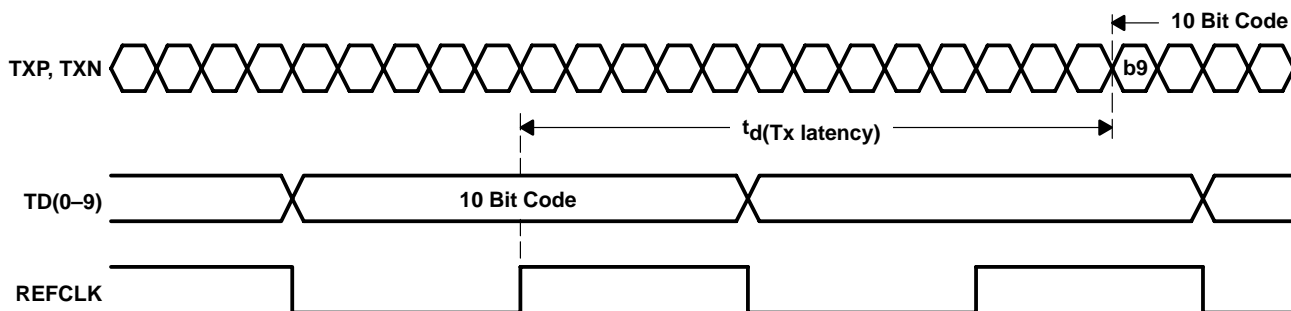 10 Bit Code
TXP, TXN
b9
td(Tx latency)
TD(0–9)
10 Bit Code
REFCLK